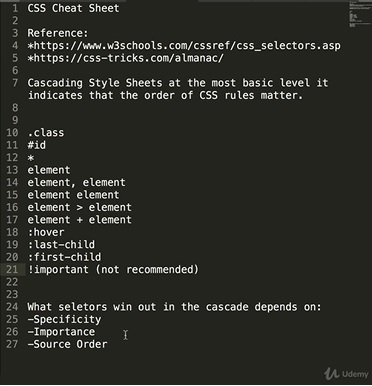 1 CSS Cheat Sheet
2
3 Reference:
4 *https://www.w3schools.com/cssref/css_selectors.asp
5 *https://css-tricks.com/almanac/
6
7 Cascading Style Sheets at the most basic level it
indicates that the order of CSS rules matter.
8
9
10 .class
11 #id
12 *
13 element
14 element, element
15 element element
16 element > element
17 element + element
18 :hover
19 :last-child
20 :first-child
21 !important (not recommended)
22
23
24 What seletors win out in the cascade depends on:
25 -Specificity
26 -Importance
27 -Source Order
Udemy